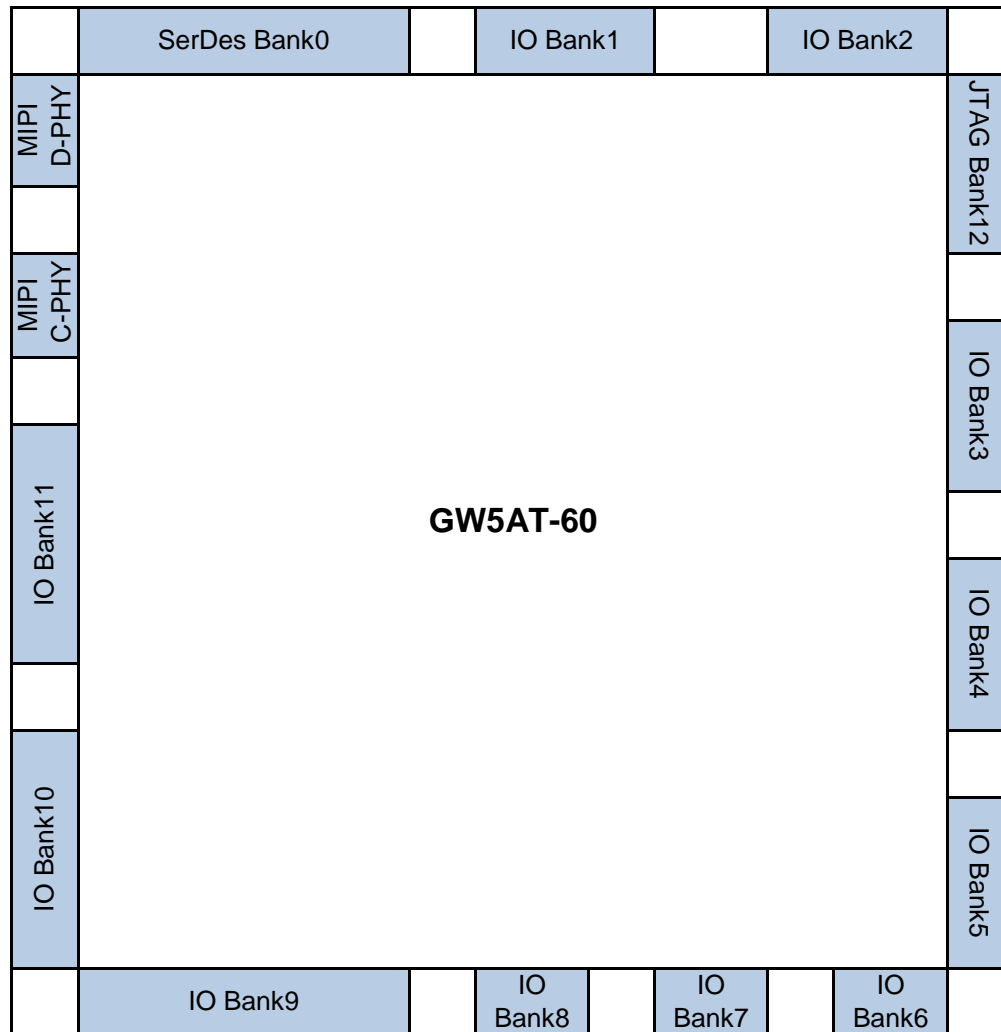 SerDes Bank0
IO Bank1
IO Bank2
MIPI
D-PHY
JTAG Bank12
MIPI
C-PHY
IO Bank3
IO Bank11
GW5AT-60
IO Bank4
IO Bank10
IO Bank5
IO Bank9
IO
Bank8
IO
Bank7
IO
Bank6